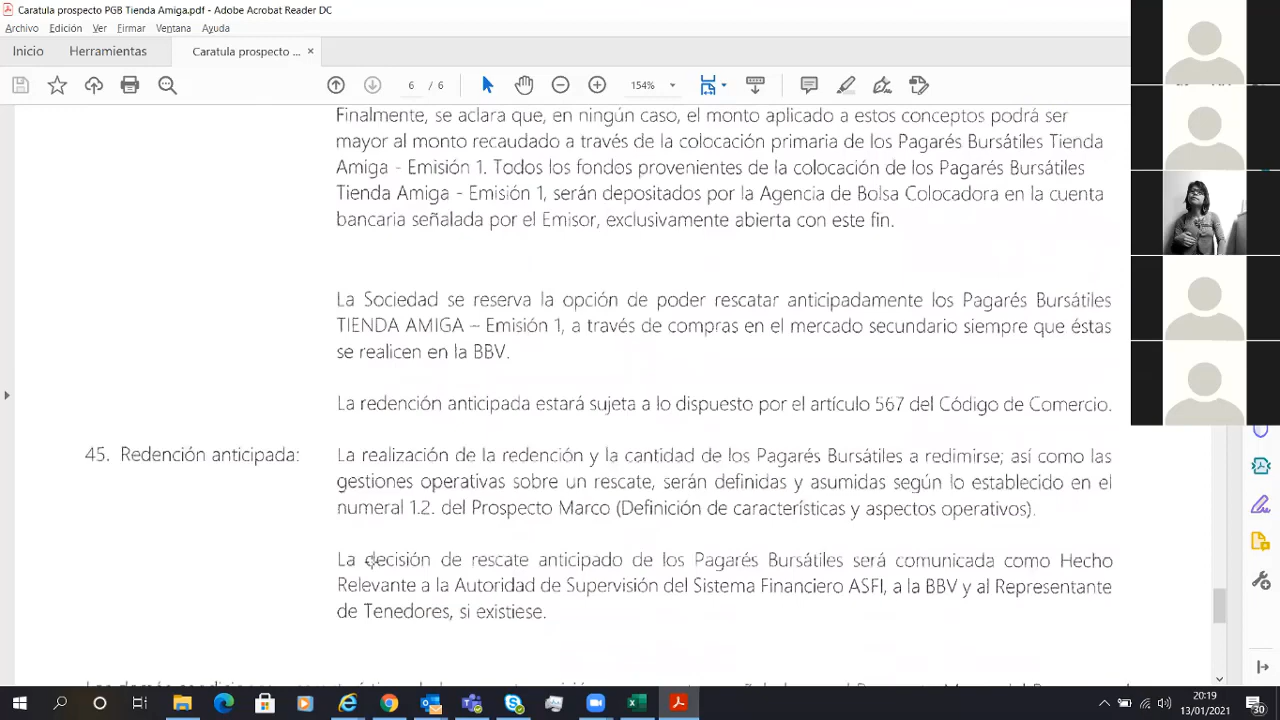 Caratula prospecto PGB Tienda Amiga.pdf - Adobe Acrobat Reader DC
Archivo Edición Ver Firmar Ventana Ayuda
Inicio Herramientas Caratula prospecto ... ×
6 / 6 154%
Finalmente, se aclara que, en ningún caso, el monto aplicado a estos conceptos podrá ser
mayor al monto recaudado a través de la colocación primaria de los Pagarés Bursátiles Tienda
Amiga - Emisión 1. Todos los fondos provenientes de la colocación de los Pagarés Bursátiles
Tienda Amiga - Emisión 1, serán depositados por la Agencia de Bolsa Colocadora en la cuenta
bancaria señalada por el Emisor, exclusivamente abierta con este fin.
La Sociedad se reserva la opción de poder rescatar anticipadamente los Pagarés Bursátiles
TIENDA AMIGA – Emisión 1, a través de compras en el mercado secundario siempre que éstas
se realicen en la BBV.
La redención anticipada estará sujeta a lo dispuesto por el artículo 567 del Código de Comercio.
45. Redención anticipada: La realización de la redención y la cantidad de los Pagarés Bursátiles a redimirse; así como las
gestiones operativas sobre un rescate, serán definidas y asumidas según lo establecido en el
numeral 1.2. del Prospecto Marco (Definición de características y aspectos operativos).
La decisión de rescate anticipado de los Pagarés Bursátiles será comunicada como Hecho
Relevante a la Autoridad de Supervisión del Sistema Financiero ASFI, a la BBV y al Representante
de Tenedores, si existiese.
20:19
13/01/2021
30